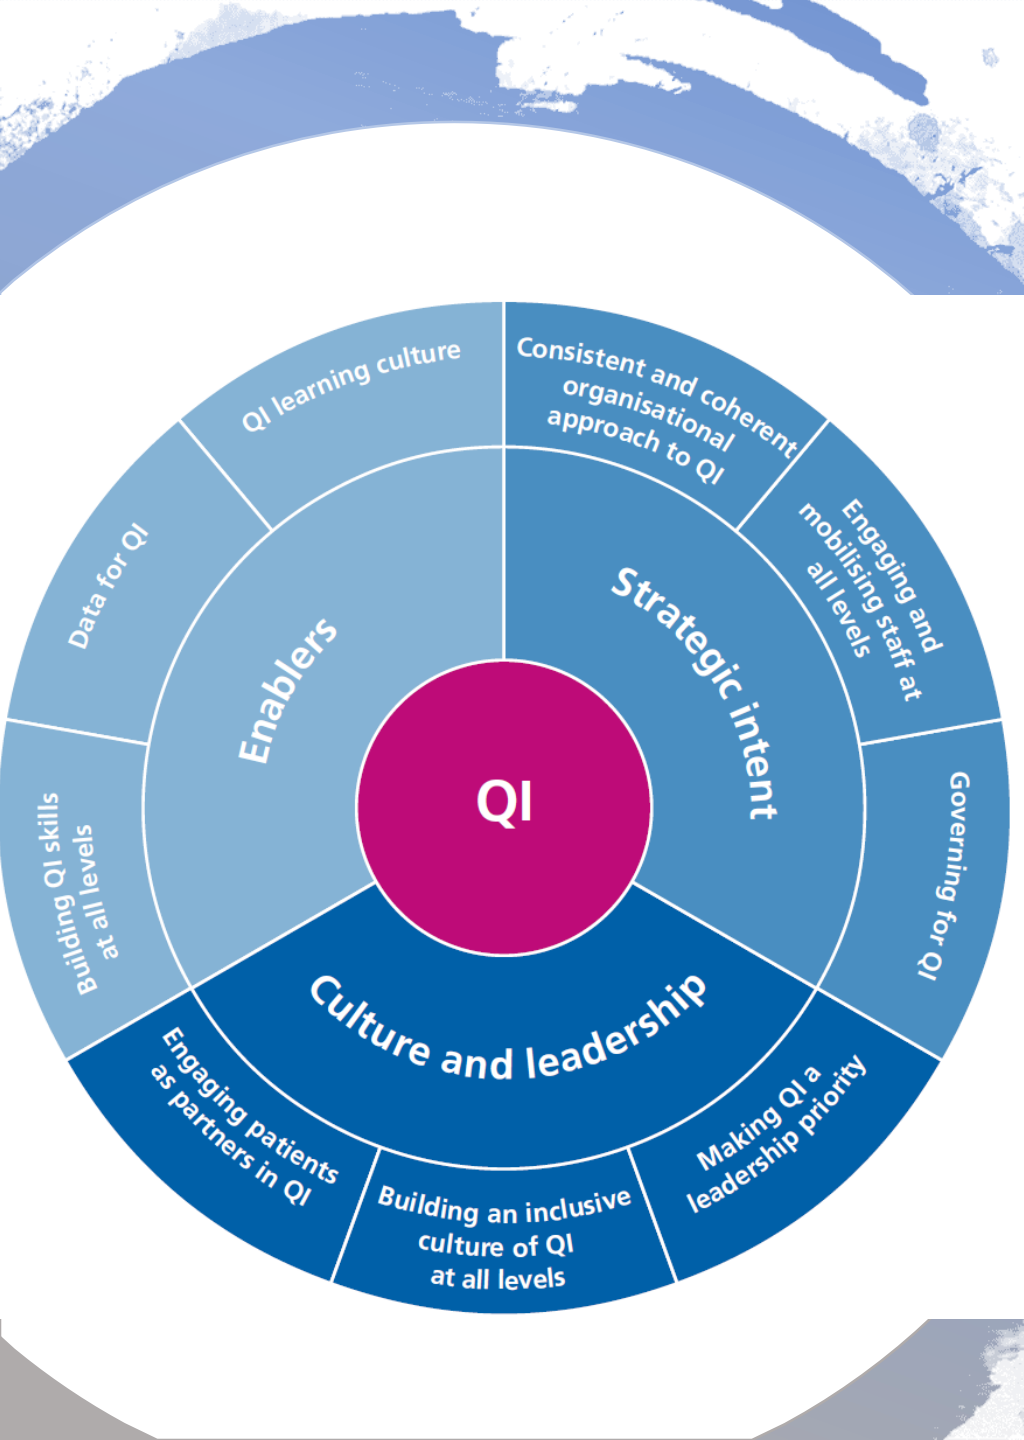 QI learning culture
Consistent and coherent
organisational
approach to QI
Engaging and
mobilising staff at
all levels
Data for QI
Enablers
Strategic intent
QI
Governing for QI
Building QI skills
at all levels
Culture and leadership
Engaging patients
as partners in QI
Building an inclusive
culture of QI
at all levels
Making QI a
leadership priority